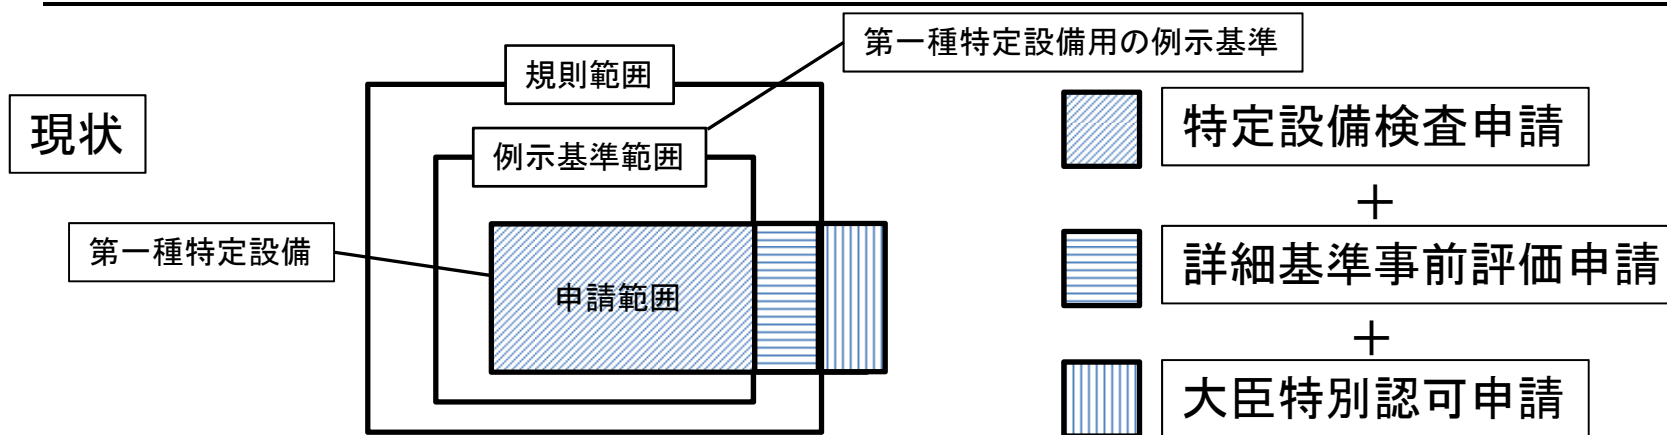 現状
規則範囲
第一種特定設備用の例示基準
例示基準範囲
第一種特定設備
申請範囲
特定設備検査申請
＋
詳細基準事前評価申請
＋
大臣特別認可申請